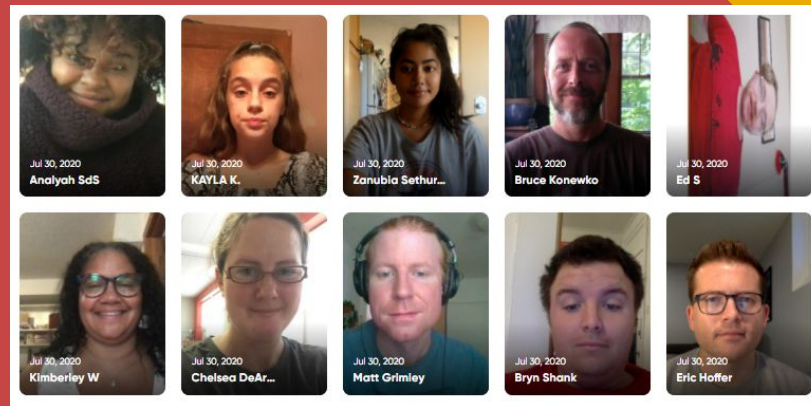 Jul 30, 2020
Analyah SdS
Jul 30, 2020
KAYLA K.
Jul 30, 2020
Zanubia Sethur...
Jul 30, 2020
Bruce Konewko
Jul 30, 2020
Ed S
Jul 30, 2020
Kimberley W
Jul 30, 2020
Chelsea DeAr...
Jul 30, 2020
Matt Grimley
Jul 30, 2020
Bryn Shank
Jul 30, 2020
Eric Hoffer